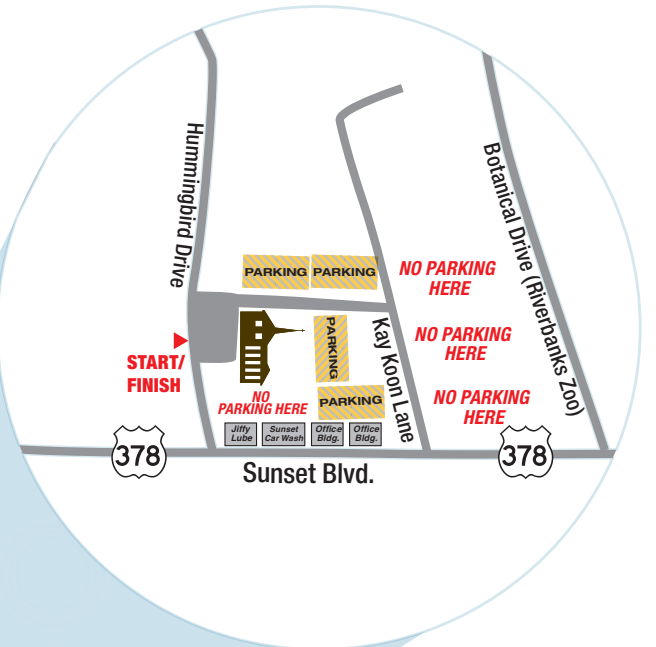 Hummingbird Drive
Botanical Drive (Riverbanks Zoo)
PARKING
PARKING
NO PARKING
HERE
START/
FINISH
PARKING
Kay Koon Lane
NO PARKING
HERE
NO
PARKING HERE
PARKING
NO PARKING
HERE
Jiffy
Lube
Sunset
Car Wash
Office
Bldg.
Office
Bldg.
378
378
Sunset Blvd.